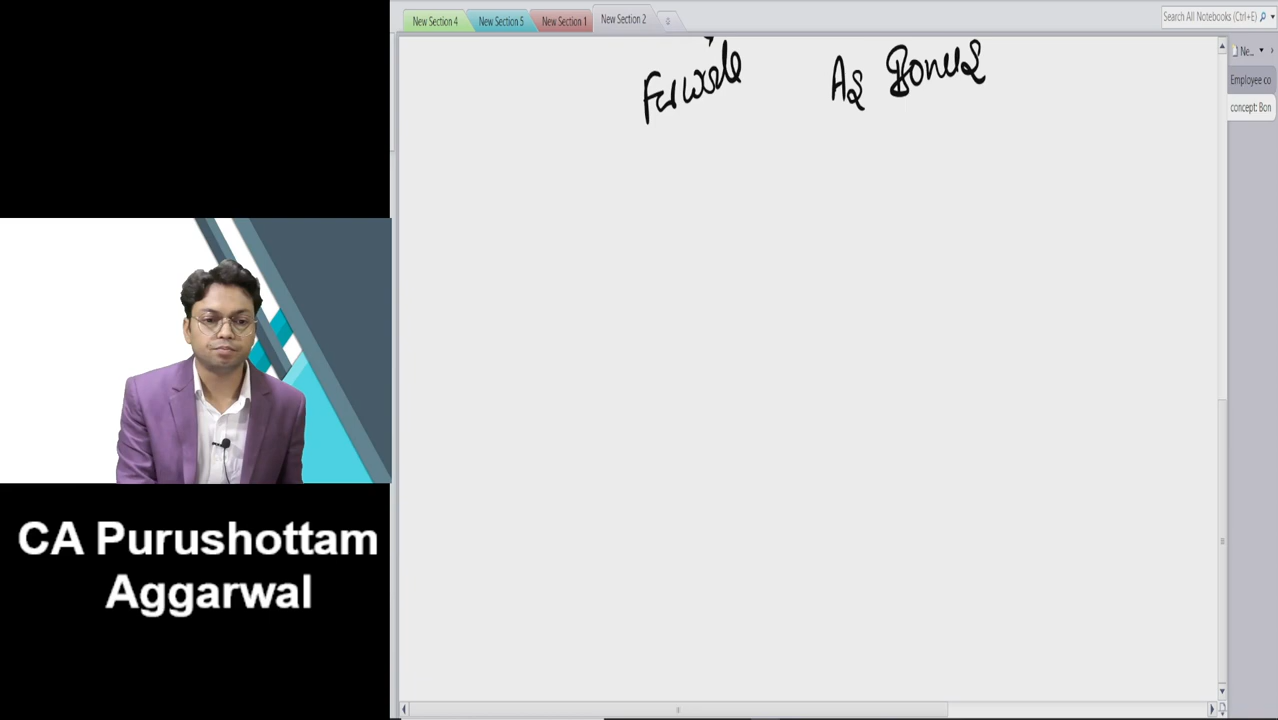 New Section 4
New Section 5
New Section 1
New Section 2
Search All Notebooks (Ctrl+E)
Ne...
Employee co
concept: Bon
As Bonus
CA Purushottam
Aggarwal